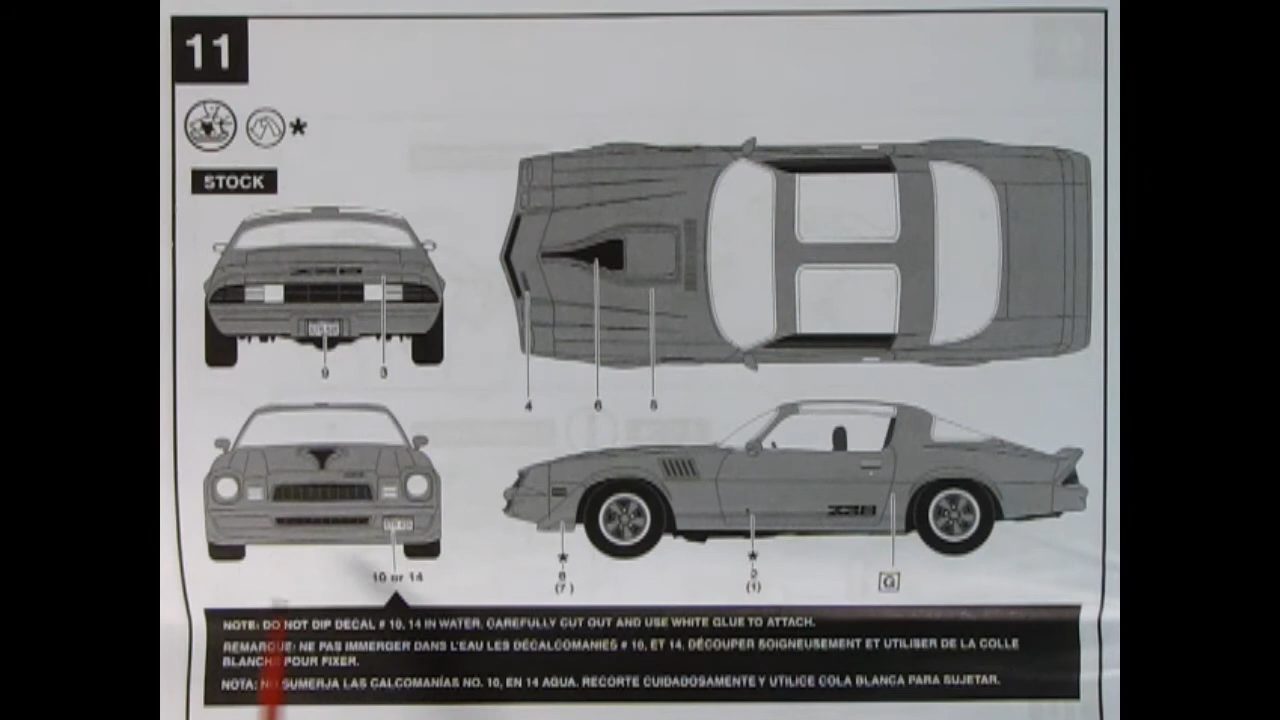 11
*
STOCK
9
4
6
5
10 or 14
*
8
(7)
*
2
(1)
G
NOTE: DO NOT DIP DECAL # 10, 14 IN WATER. CAREFULLY CUT OUT AND USE WHITE GLUE TO ATTACH.
REMARQUE: NE PAS IMMERGER DANS L'EAU LES DÉCALCOMANIES # 10, ET 14. DÉCOUPER SOIGNEUSEMENT ET UTILISER DE LA COLLE
BLANCHE POUR FIXER.
NOTA: NO SUMERJA LAS CALCOMANÍAS NO. 10, EN 14 AGUA. RECORTE CUIDADOSAMENTE Y UTILICE COLA BLANCA PARA SUJETAR.